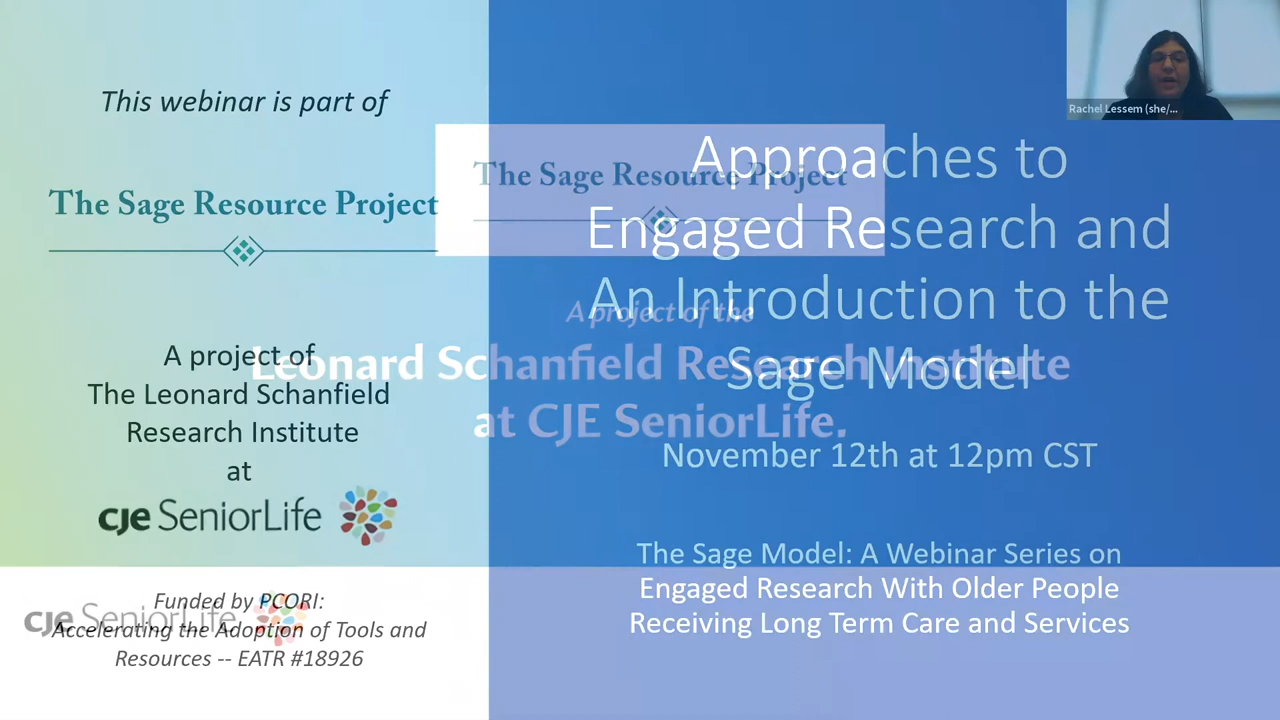 Rachel Lessem (she/...
This webinar is part of
The Sage Resource Project
A project of
The Leonard Schanfield
Research Institute
at
cje SeniorLife
Funded by PCORI:
Accelerating the Adoption of Tools and
Resources -- EATR #18926
Approaches to
Engaged Research and
An Introduction to the
Sage Model
November 12th at 12pm CST
The Sage Model: A Webinar Series on
Engaged Research With Older People
Receiving Long Term Care and Services
The Sage Resource Project
A project of the
Leonard Schanfield Research Institute
at CJE SeniorLife.
cje SeniorLife